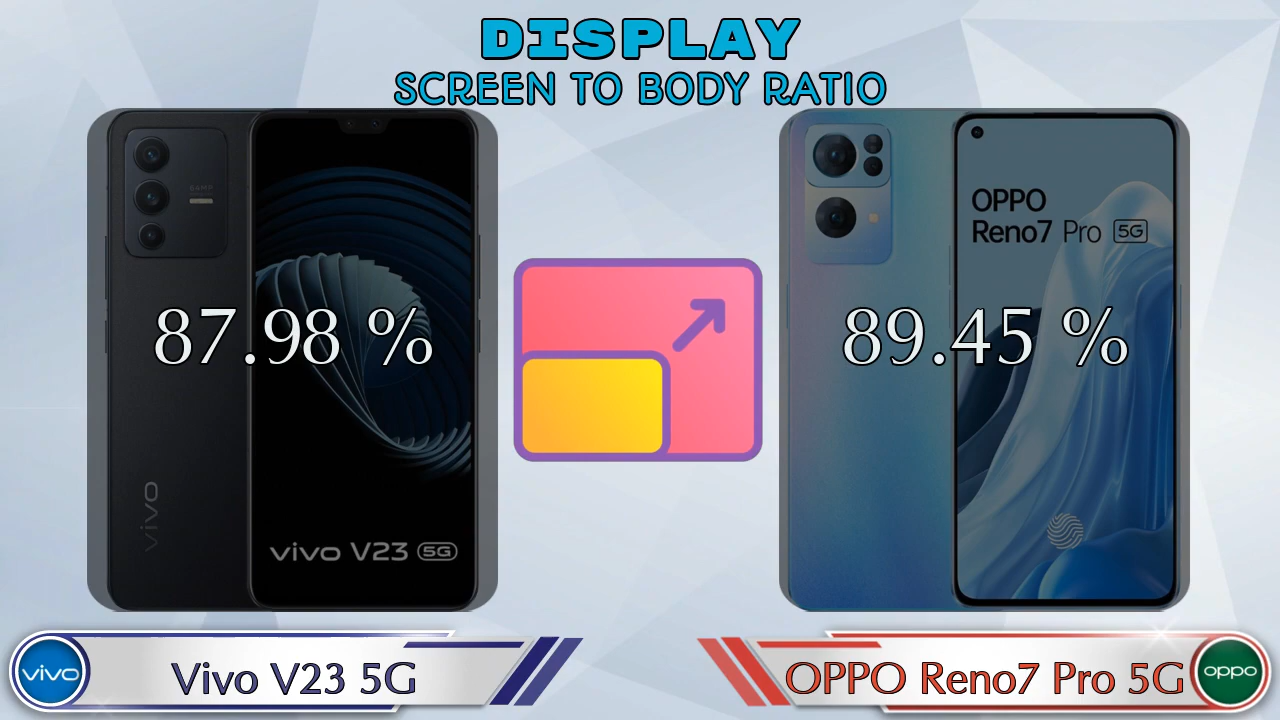 DISPLAY
SCREEN TO BODY RATIO
64MP
vivo
vivo V23 5G
87.98 %
OPPO
Reno7 Pro 5G
89.45 %
vivo
Vivo V23 5G
OPPO Reno7 Pro 5G
oppo